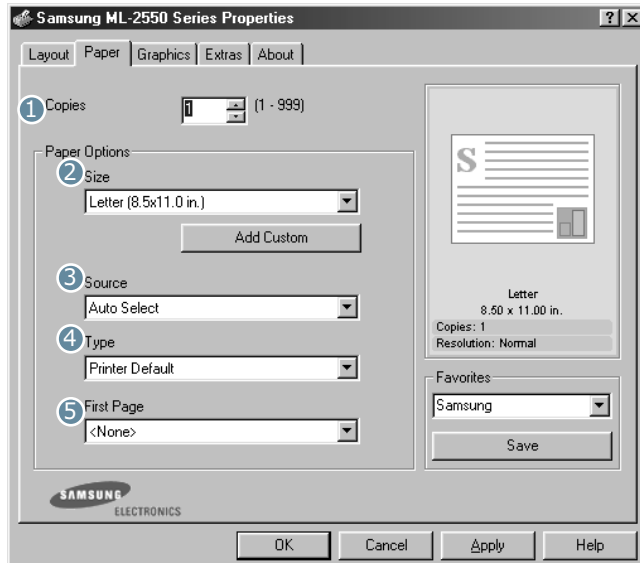 Samsung ML-2550 Series Properties
Layout Paper Graphics Extras About
1 Copies 1 (1 - 999)
Paper Options
2 Size
Letter (8.5x11.0 in.)
Add Custom
3 Source
Auto Select
4 Type
Printer Default
5 First Page
<None>
S
Letter
8.50 x 11.00 in.
Copies: 1
Resolution: Normal
Favorites
Samsung
Save
SAMSUNG
ELECTRONICS
OK Cancel Apply Help